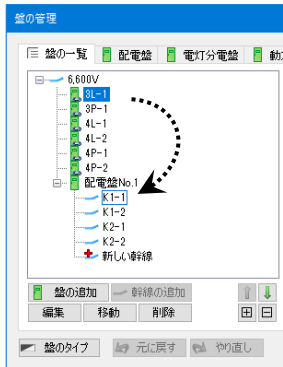 盤の管理
盤の一覧 配電盤 電灯分電盤
6,600V
3L-1
3P-1
4L-1
4L-2
4P-1
4P-2
配電盤No.1
K1-1
K1-2
K2-1
K2-2
新しい幹線
盤の追加 幹線の追加
編集 移動 削除
盤のタイプ 元に戻す やり直し